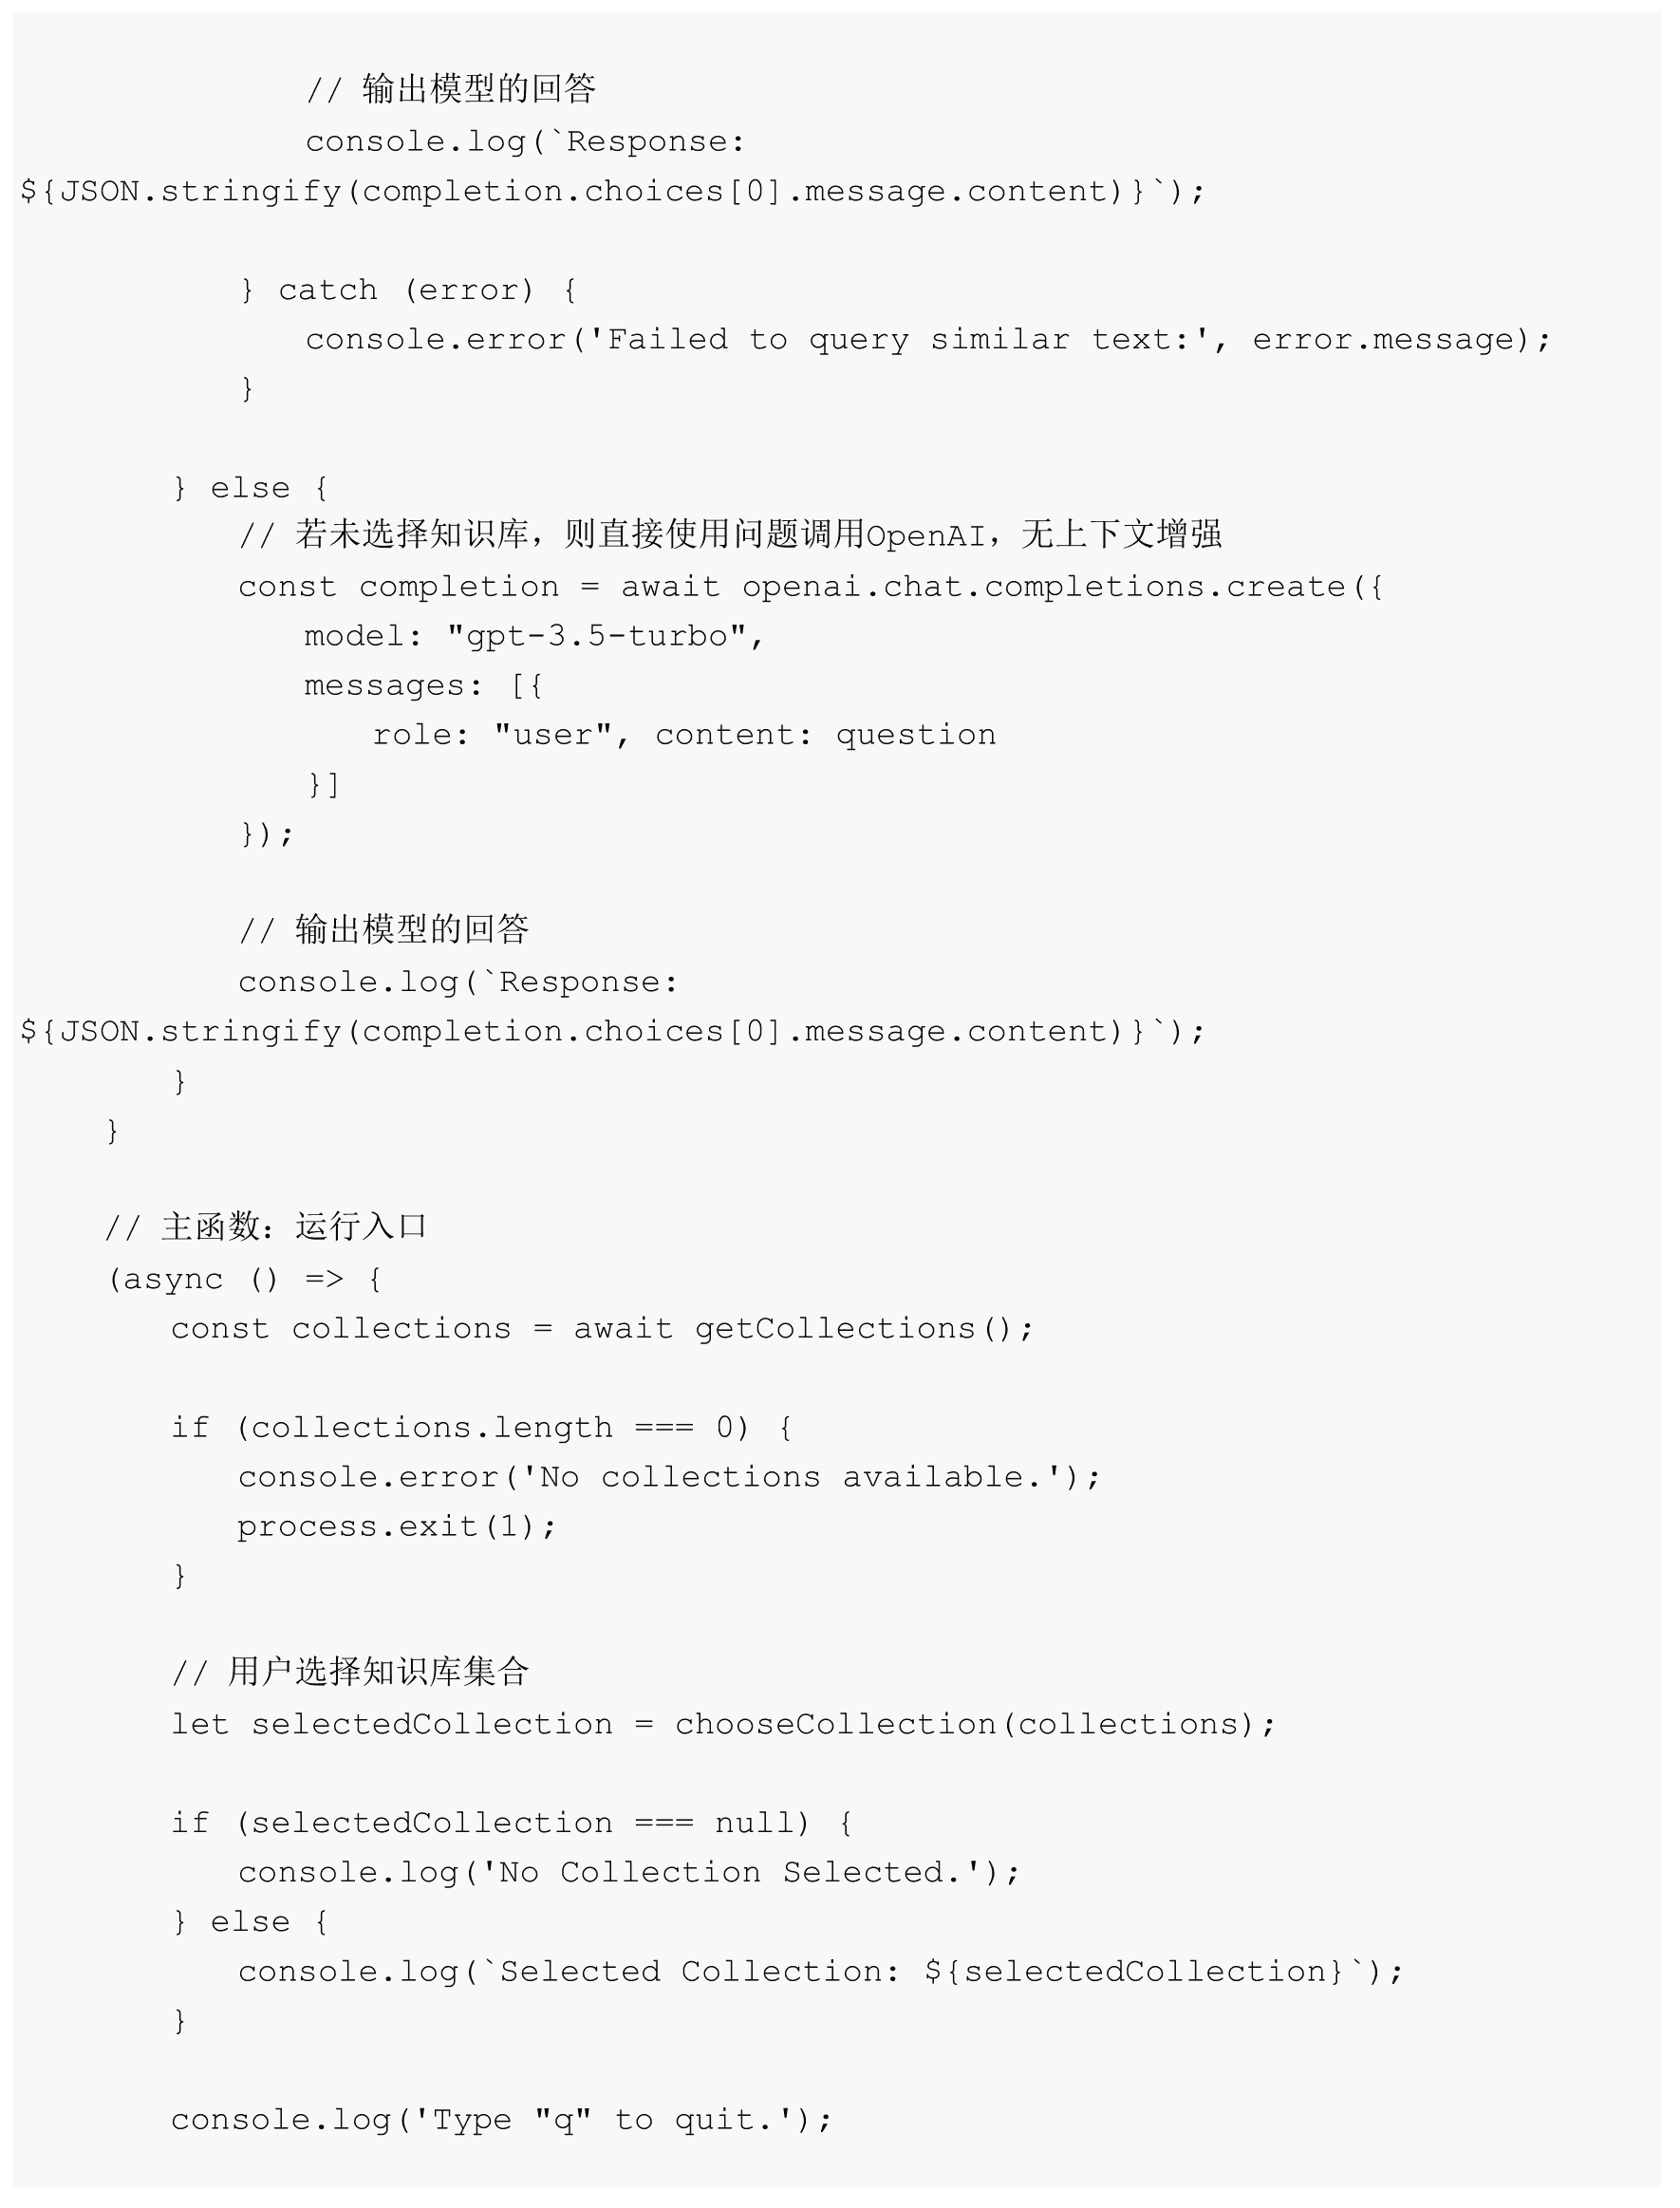 // 输出模型的回答
console.log(`Response:
${JSON.stringify(completion.choices[0].message.content)}`);
} catch (error) {
console.error('Failed to query similar text:', error.message);
}
} else {
// 若未选择知识库，则直接使用问题调用OpenAI，无上下文增强
const completion = await openai.chat.completions.create({
model: "gpt-3.5-turbo",
messages: [{
role: "user", content: question
}]
});
// 输出模型的回答
console.log(`Response:
${JSON.stringify(completion.choices[0].message.content)}`);
}
}
// 主函数：运行入口
(async () => {
const collections = await getCollections();
if (collections.length === 0) {
console.error('No collections available.');
process.exit(1);
}
// 用户选择知识库集合
let selectedCollection = chooseCollection(collections);
if (selectedCollection === null) {
console.log('No Collection Selected.');
} else {
console.log(`Selected Collection: ${selectedCollection}`);
}
console.log('Type "q" to quit.');